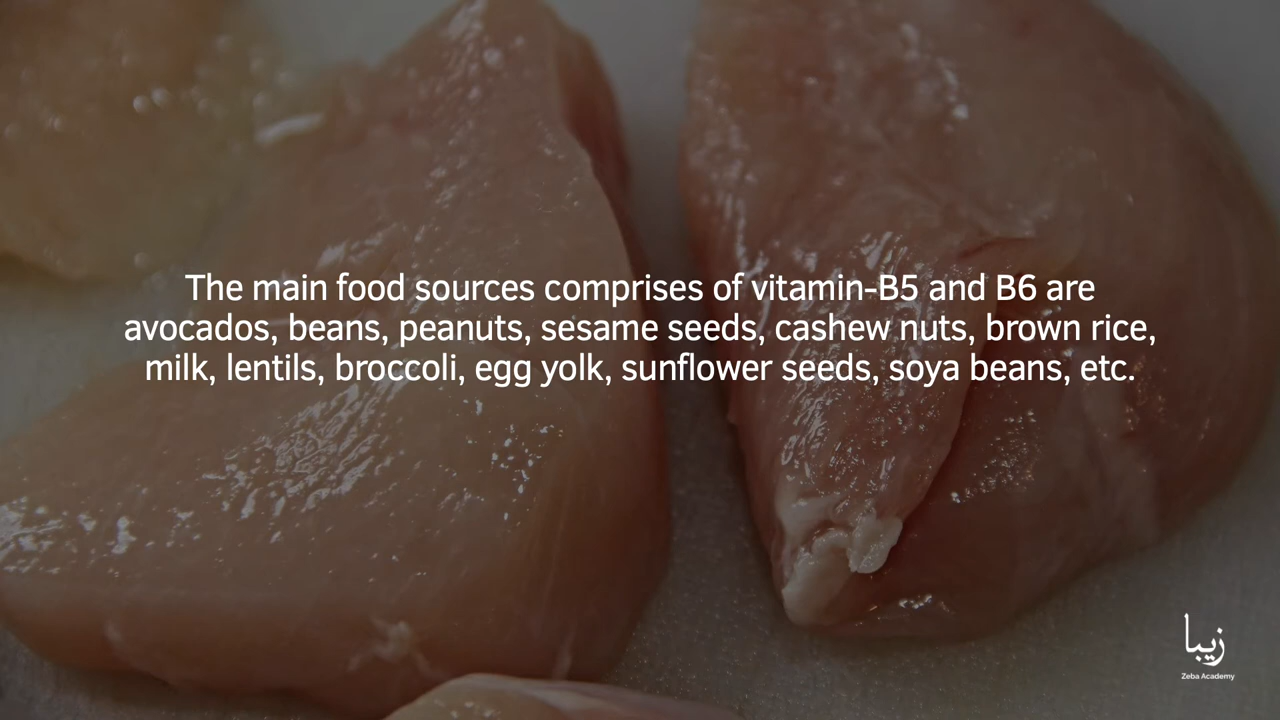 The main food sources comprises of vitamin-B5 and B6 are
avocados, beans, peanuts, sesame seeds, cashew nuts, brown rice,
milk, lentils, broccoli, egg yolk, sunflower seeds, soya beans, etc.
زيبا
Zeba Academy